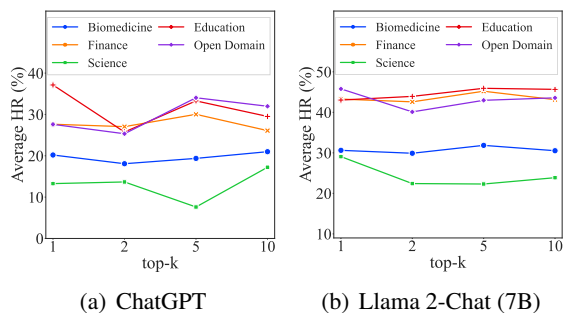 Biomedicine
Finance
Science
Education
Open Domain
Average HR (%)
40
30
20
10
0
1
2
5
10
top-k
(a) ChatGPT
Biomedicine
Finance
Science
Education
Open Domain
Average HR (%)
50
40
30
20
10
1
2
5
10
top-k
(b) Llama 2-Chat (7B)